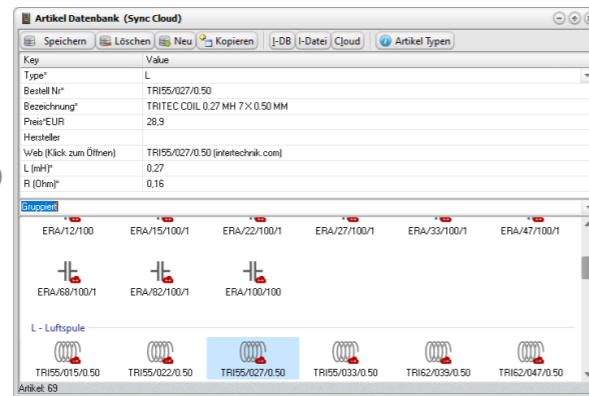 Artikel Datenbank (Sync Cloud)
Speichern Löschen Neu Kopieren I-DB I-Datei Cloud Artikel Typen
Key Value
Type* L
Bestell Nr* TRI55/027/0.50
Bezeichnung* TRITEC COIL 0.27 MH 7 X 0.50 MM
Preis*EUR 28,9
Hersteller
Web (Klick zum Öffnen) TRI55/027/0.50 (intertechnik.com)
L (mH)* 0,27
R (Ohm)* 0,16
Gruppiert
ERA/12/100 ERA/15/100/1 ERA/22/100/1 ERA/27/100/1 ERA/33/100/1 ERA/47/100/1
ERA/68/100/1 ERA/82/100/1 ERA/100/100
L - Luftspule
TRI55/015/0.50 TRI55/022/0.50 TRI55/027/0.50 TRI55/033/0.50 TRI62/039/0.50 TRI62/047/0.50
Artikel: 69